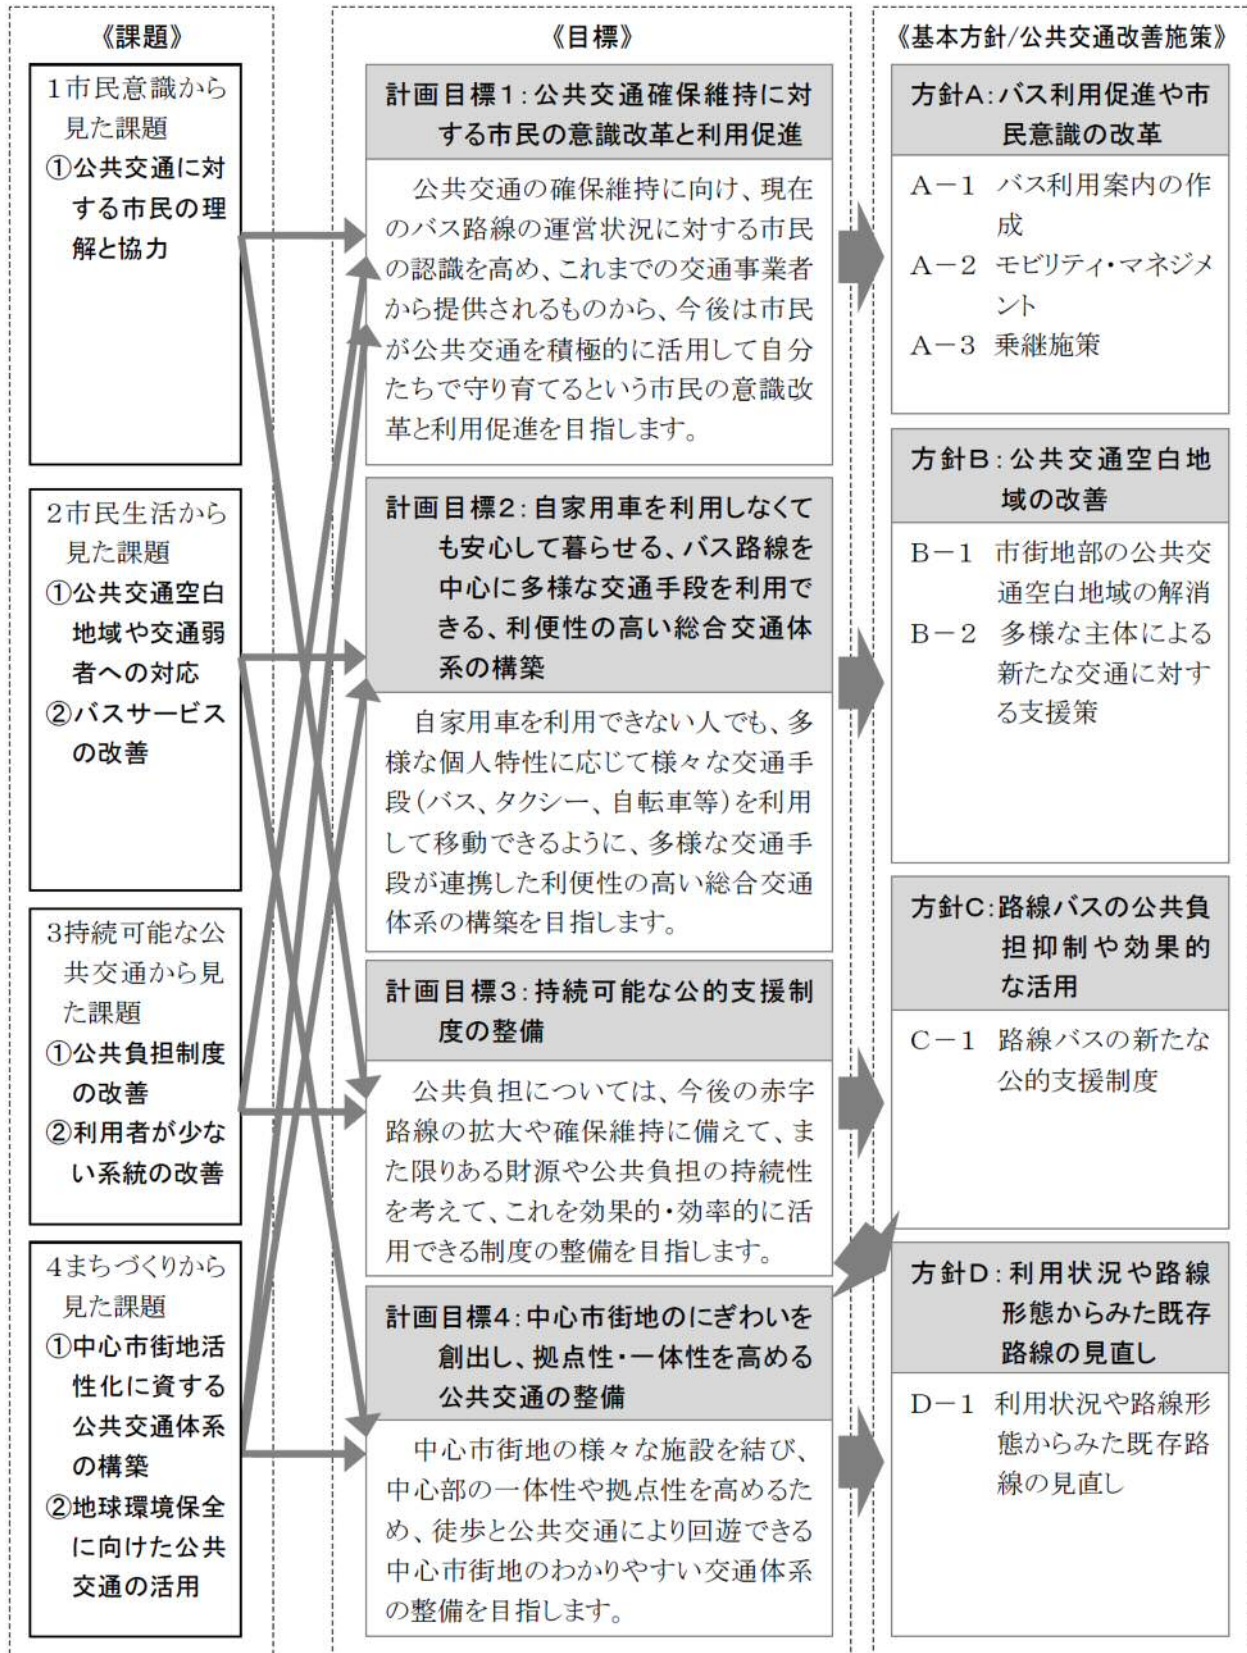 《課題》
1市民意識から
見た課題
①公共交通に対
する市民の理
解と協力
2市民生活から
見た課題
①公共交通空白
地域や交通弱
者への対応
②バスサービス
の改善
3持続可能な公
共交通から見
た課題
①公共負担制度
の改善
②利用者が少な
い系統の改善
4まちづくりから
見た課題
①中心市街地活
性化に資する
公共交通体系
の構築
②地球環境保全
に向けた公共
交通の活用
《目標》
計画目標1:公共交通確保維持に対
する市民の意識改革と利用促進
公共交通の確保維持に向け、現在
のバス路線の運営状況に対する市民
の認識を高め、これまでの交通事業者
から提供されるものから、今後は市民
が公共交通を積極的に活用して自分
たちで守り育てるという市民の意識改
革と利用促進を目指します。
計画目標2:自家用車を利用しなくて
も安心して暮らせる、バス路線を
中心に多様な交通手段を利用で
きる、利便性の高い総合交通体
系の構築
自家用車を利用できない人でも、多
様な個人特性に応じて様々な交通手
段(バス、タクシー、自転車等)を利用
して移動できるように、多様な交通手
段が連携した利便性の高い総合交通
体系の構築を目指します。
計画目標3:持続可能な公的支援制
度の整備
公共負担については、今後の赤字
路線の拡大や確保維持に備えて、ま
た限りある財源や公共負担の持続性
を考えて、これを効果的・効率的に活
用できる制度の整備を目指します。
計画目標4:中心市街地のにぎわいを
創出し、拠点性・一体性を高める
公共交通の整備
中心市街地の様々な施設を結び、
中心部の一体性や拠点性を高めるた
め、徒歩と公共交通により回遊できる
中心市街地のわかりやすい交通体系
の整備を目指します。
《基本方針/公共交通改善施策》
方針A:バス利用促進や市
民意識の改革
A-1 バス利用案内の作
成
A-2 モビリティ・マネジメ
ント
A-3 乗継施策
方針B:公共交通空白地
域の改善
B-1 市街地部の公共交
通空白地域の解消
B-2 多様な主体による
新たな交通に対す
る支援策
方針C:路線バスの公共負
担抑制や効果的
な活用
C-1 路線バスの新たな
公的支援制度
方針D:利用状況や路線
形態からみた既存
路線の見直し
D-1 利用状況や路線形
態からみた既存路
線の見直し